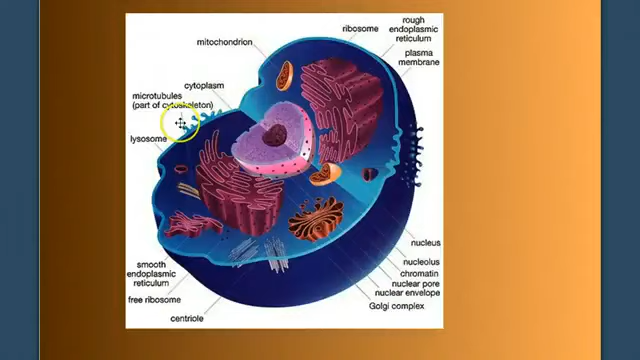 rough
ribosome
endoplasmic
reticulum
mitochondrion
plasma
membrane
cytoplasm
microtubules
(part of cytoskeleton)
lysosome
nucleus
smooth
endoplasmic
reticulum
nucleolus
chromatin
nuclear pore
nuclear envelope
free ribosome
Golgi complex
centriole